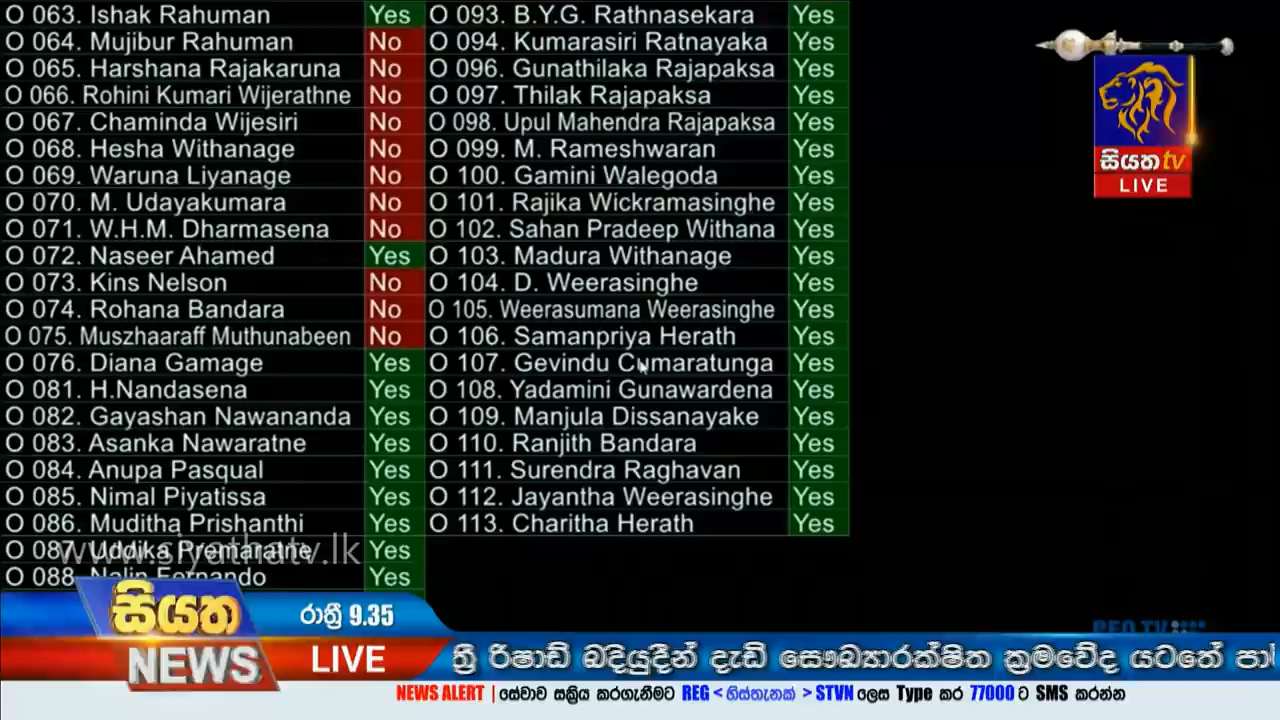 O 063. Ishak Rahuman Yes
O 064. Mujibur Rahuman No
O 065. Harshana Rajakaruna No
O 066. Rohini Kumari Wijerathne No
O 067. Chaminda Wijesiri No
O 068. Hesha Withanage No
O 069. Waruna Liyanage No
O 070. M. Udayakumara No
O 071. W.H.M. Dharmasena No
O 072. Naseer Ahamed Yes
O 073. Kins Nelson No
O 074. Rohana Bandara No
O 075. Muszhaaraff Muthunabeen No
O 076. Diana Gamage Yes
O 081. H.Nandasena Yes
O 082. Gayashan Nawananda Yes
O 083. Asanka Nawaratne Yes
O 084. Anupa Pasqual Yes
O 085. Nimal Piyatissa Yes
O 086. Muditha Prishanthi Yes
O 087. Uddika Premaratne Yes
O 088. Nalin Fernando Yes
O 093. B.Y.G. Rathnasekara Yes
O 094. Kumarasiri Ratnayaka Yes
O 096. Gunathilaka Rajapaksa Yes
O 097. Thilak Rajapaksa Yes
O 098. Upul Mahendra Rajapaksa Yes
O 099. M. Rameshwaran Yes
O 100. Gamini Walegoda Yes
O 101. Rajika Wickramasinghe Yes
O 102. Sahan Pradeep Withana Yes
O 103. Madura Withanage Yes
O 104. D. Weerasinghe Yes
O 105. Weerasumana Weerasinghe Yes
O 106. Samanpriya Herath Yes
O 107. Gevindu Cumaratunga Yes
O 108. Yadamini Gunawardena Yes
O 109. Manjula Dissanayake Yes
O 110. Ranjith Bandara Yes
O 111. Surendra Raghavan Yes
O 112. Jayantha Weerasinghe Yes
O 113. Charitha Herath Yes
සියත tv
LIVE
www.siyathatv.lk
සියත
NEWS
රාත්‍රී 9.35
LIVE
ත්‍රී රිෂාඩ් බදියුදීන් දැඩි සෞඛ්‍යාරක්ෂිත ක්‍රමවේද යටතේ
NEWS ALERT | සේවාව සක්‍රිය කරගැනීමට REG < හිස්තැනක් > STVN ලෙස Type කර 77000 ට SMS කරන්න